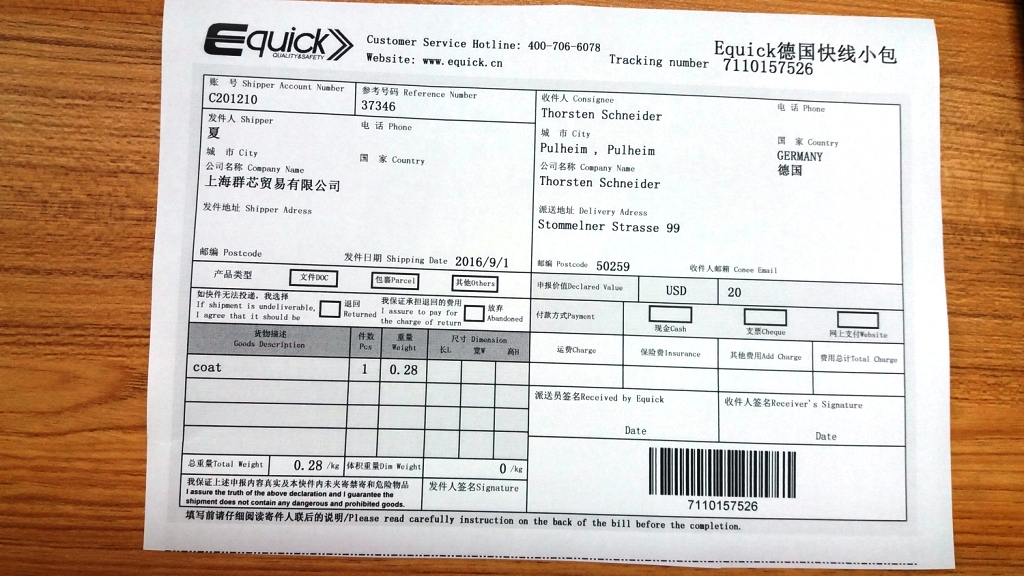 Equick
QUALITY&SAFETY
Customer Service Hotline: 400-706-6078
Website: www.equick.cn
Equick德国快线小包
Tracking number 7110157526
账 号 Shipper Account Number
C201210
参考号码 Reference Number
37346
发件人 Shipper
夏
电 话 Phone
城 市 City
国 家 Country
公司名称 Company Name
上海群芯贸易有限公司
发件地址 Shipper Adress
邮编 Postcode
发件日期 Shipping Date 2016/9/1
收件人 Consignee
Thorsten Schneider
电 话 Phone
城 市 City
Pulheim , Pulheim
国 家 Country
GERMANY
德国
公司名称 Company Name
Thorsten Schneider
派送地址 Delivery Adress
Stommelner Strasse 99
邮编 Postcode 50259
收件人邮箱 Conee Email
产品类型
文件DOC
包裹Parcel
其他Others
申报价值Declared Value
USD
20
如快件无法投递, 我选择
If shipment is undeliverable,
I agree that it should be
退回
Returned
我保证承担退回的费用
I assure to pay for
the charge of return
放弃
Abandoned
付款方式Payment
现金Cash
支票Cheque
网上支付Website
货物描述
Goods Description
件数
Pcs
重量
Weight
尺寸 Dimension
长L
宽W
高H
运费Charge
保险费Insurance
其他费用Add Charge
费用总计Total Charge
coat
1
0.28
派送员签名Received by Equick
Date
收件人签名Receiver's Signature
Date
总重量Total Weight
0.28 /kg
体积重量Dim Weight
0 /kg
我保证上述申报内容真实及本快件内未夹寄禁寄和危险物品
I assure the truth of the above declaration and I guarantee the
shipment does not contain any dangerous and prohibited goods.
发件人签名Signature
7110157526
填写前请仔细阅读寄件人联后的说明/Please read carefully instruction on the back of the bill before the completion.